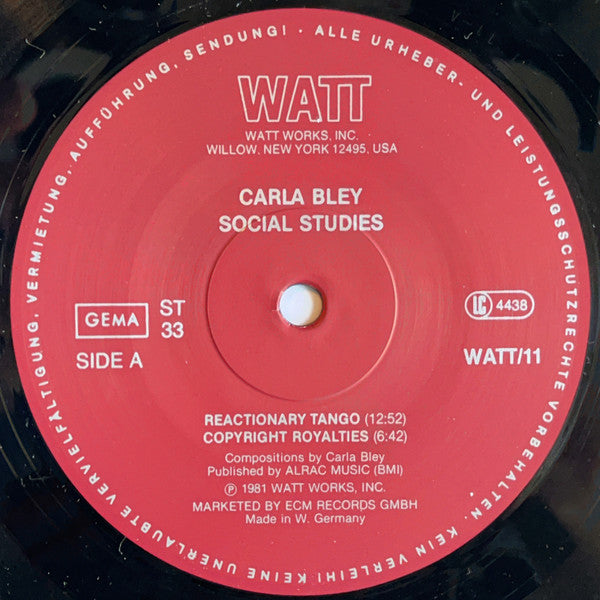 ALLE URHEBER- UND LEISTUNGSSCHUTZRECHTE VORBEHALTEN. KEIN VERLEIH! KEINE UNERLAUBTE VERVIELFÄLTIGUNG, VERMIETUNG, AUFFÜHRUNG, SENDUNG! ·
WATT
WATT WORKS, INC.
WILLOW, NEW YORK 12495, USA
CARLA BLEY
SOCIAL STUDIES
GEMA
ST
33
LC 4438
SIDE A
WATT/11
REACTIONARY TANGO (12:52)
COPYRIGHT ROYALTIES (6:42)
Compositions by Carla Bley
Published by ALRAC MUSIC (BMI)
℗ 1981 WATT WORKS, INC.
MARKETED BY ECM RECORDS GMBH
Made in W. Germany